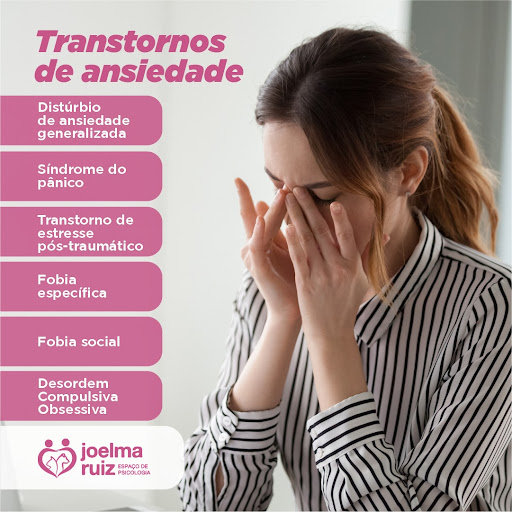 Transtornos
de ansiedade
Distúrbio
de ansiedade
generalizada
Síndrome do
pânico
Transtorno de
estresse
pós-traumático
Fobia
específica
Fobia social
Desordem
Compulsiva
Obsessiva
joelma
ruiz ESPAÇO DE
PSICOLOGIA